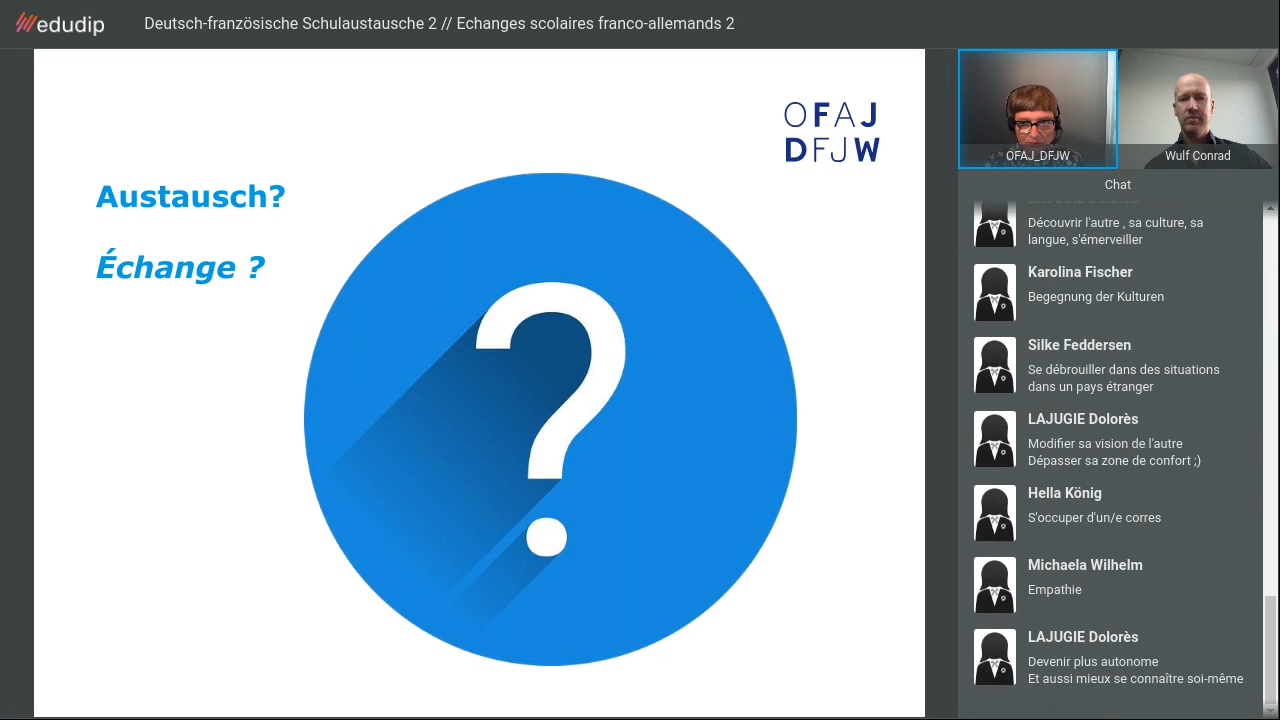 edudip
Deutsch-französische Schulaustausche 2 // Echanges scolaires franco-allemands 2
OFAJ
DFJW
Austausch?
Échange ?
?
OFAJ_DFJW
Wulf Conrad
Chat
Découvrir l'autre , sa culture, sa
langue, s'émerveiller
Karolina Fischer
Begegnung der Kulturen
Silke Feddersen
Se débrouiller dans des situations
dans un pays étranger
LAJUGIE Dolorès
Modifier sa vision de l'autre
Dépasser sa zone de confort ;)
Hella König
S'occuper d'un/e corres
Michaela Wilhelm
Empathie
LAJUGIE Dolorès
Devenir plus autonome
Et aussi mieux se connaître soi-même